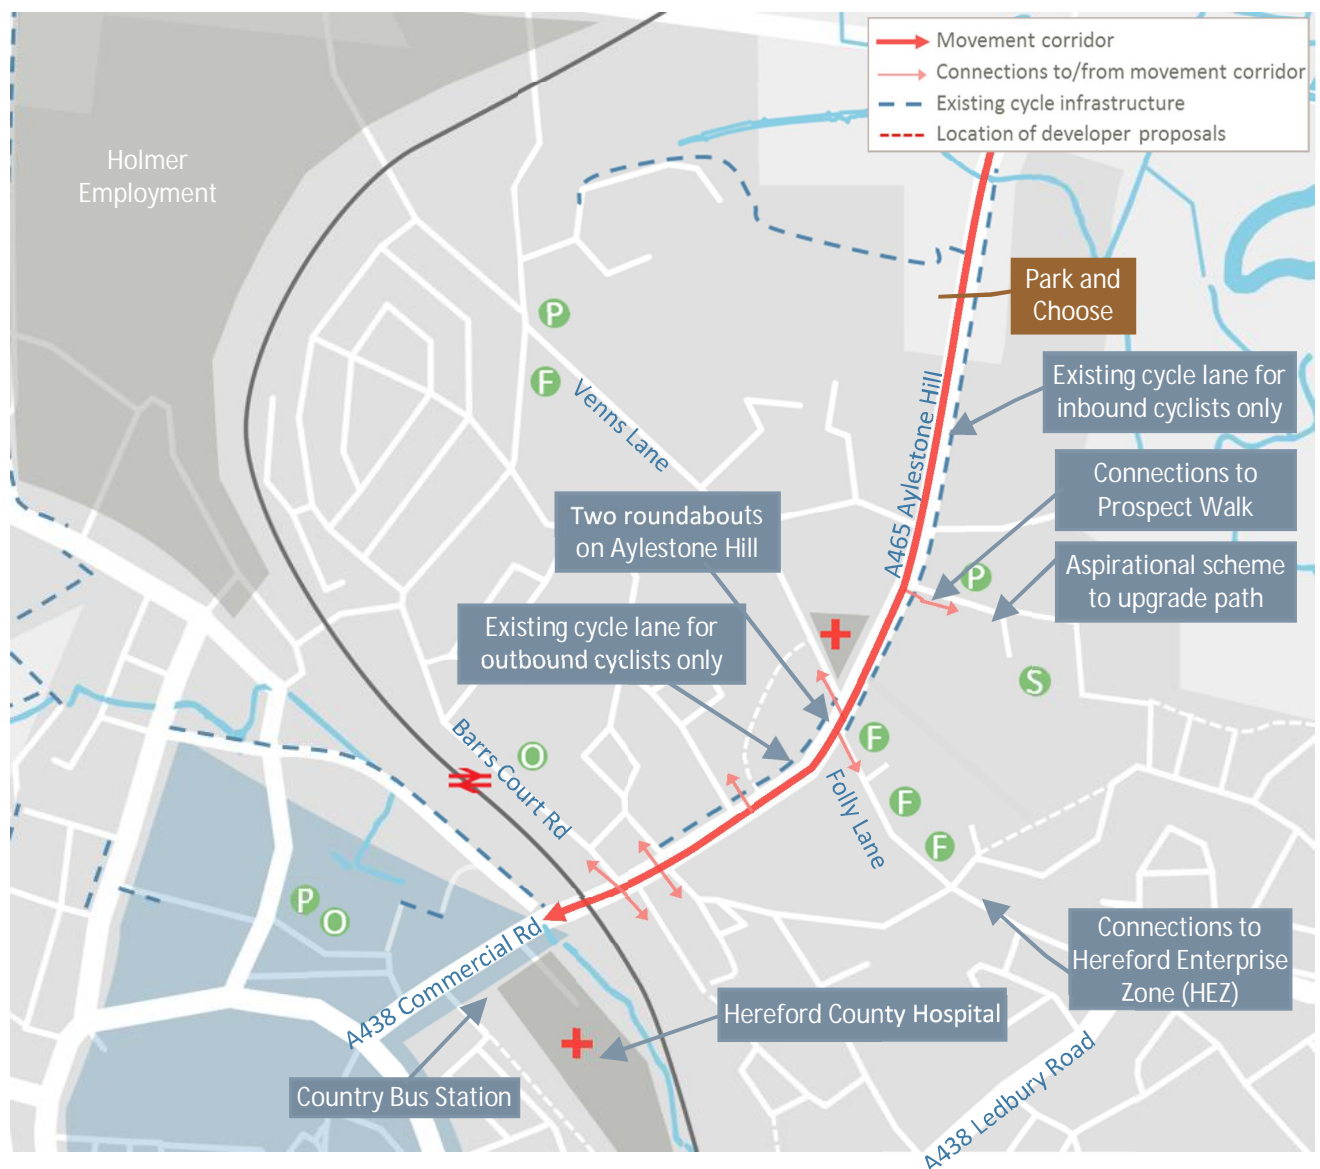 Movement corridor
Connections to/from movement corridor
Existing cycle infrastructure
Location of developer proposals
Holmer
Employment
Park and
Choose
P
F
Venns Lane
A465 Aylestone Hill
Existing cycle lane for
inbound cyclists only
Connections to
Prospect Walk
Two roundabouts
on Aylestone Hill
Aspirational scheme
to upgrade path
P
Existing cycle lane for
outbound cyclists only
S
Barrs Court Rd
O
F
F
F
Folly Lane
P
O
A438 Commercial Rd
Connections to
Hereford Enterprise
Zone (HEZ)
Hereford County Hospital
Country Bus Station
A438 Ledbury Road